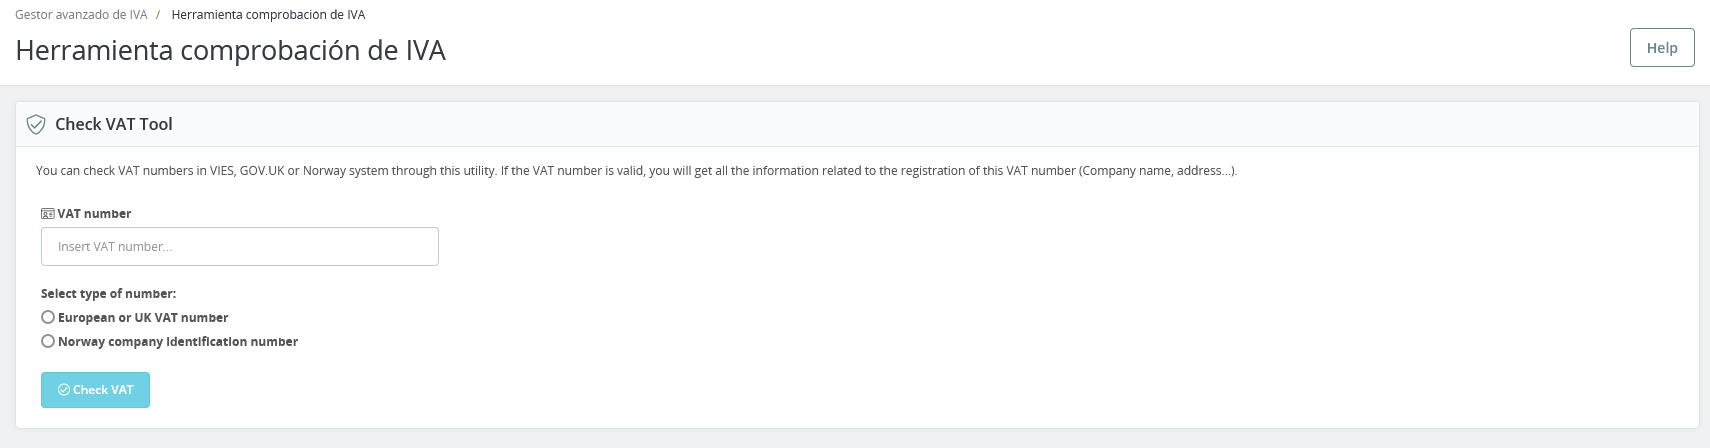 Gestor avanzado de IVA / Herramienta comprobación de IVA
Herramienta comprobación de IVA
Help
Check VAT Tool
You can check VAT numbers in VIES, GOV.UK or Norway system through this utility. If the VAT number is valid, you will get all the information related to the registration of this VAT number (Company name, address...).
VAT number
Insert VAT number...
Select type of number:
European or UK VAT number
Norway company identification number
Check VAT